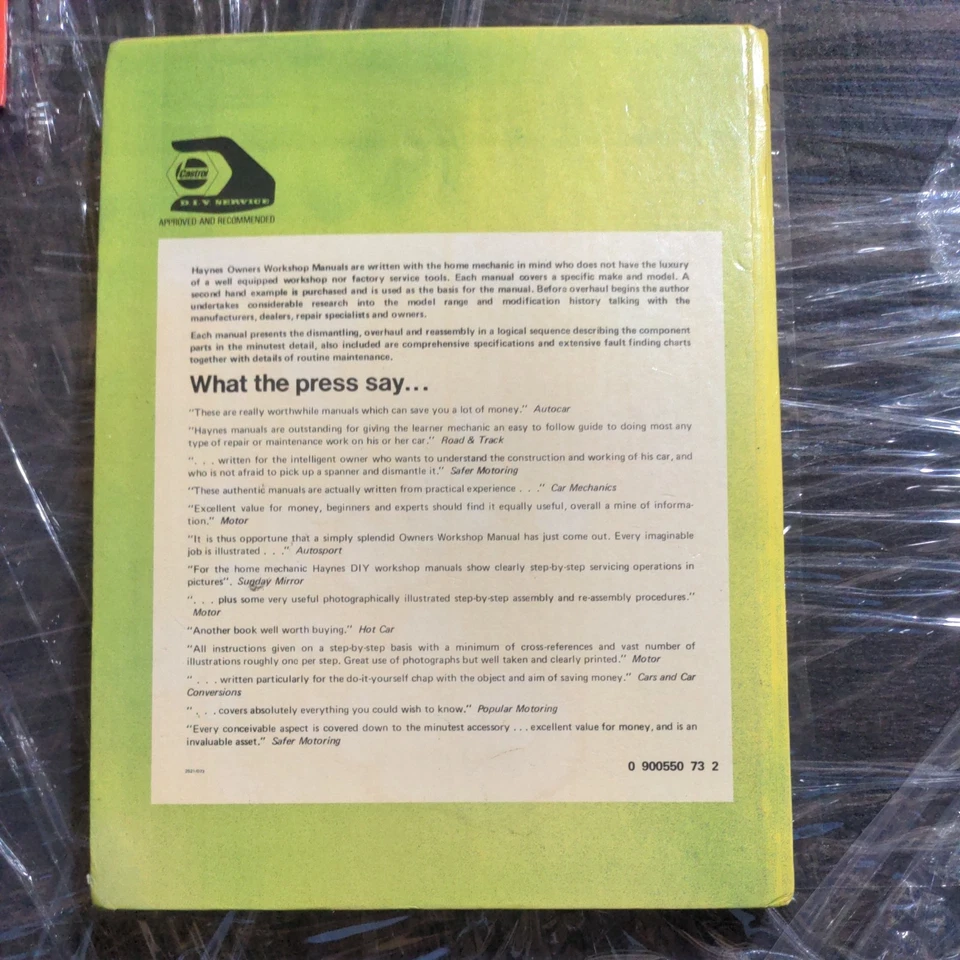 Castrol
D.I.Y SERVICE
APPROVED AND RECOMMENDED
Haynes Owners Workshop Manuals are written with the home mechanic in mind who does not have the luxury
of a well equipped workshop nor factory service tools. Each manual covers a specific make and model. A
second hand example is purchased and is used as the basis for the manual. Before overhaul begins the author
undertakes considerable research into the model range and modification history talking with the
manufacturers, dealers, repair specialists and owners.
Each manual presents the dismantling, overhaul and reassembly in a logical sequence describing the component
parts in the minutest detail, also included are comprehensive specifications and extensive fault finding charts
together with details of routine maintenance.
What the press say...
"These are really worthwhile manuals which can save you a lot of money." Autocar
"Haynes manuals are outstanding for giving the learner mechanic an easy to follow guide to doing most any
type of repair or maintenance work on his or her car." Road & Track
". . . written for the intelligent owner who wants to understand the construction and working of his car, and
who is not afraid to pick up a spanner and dismantle it." Safer Motoring
"These authentic manuals are actually written from practical experience . . ." Car Mechanics
"Excellent value for money, beginners and experts should find it equally useful, overall a mine of informa-
tion." Motor
"It is thus opportune that a simply splendid Owners Workshop Manual has just come out. Every imaginable
job is illustrated . . ." Autosport
"For the home mechanic Haynes DIY workshop manuals show clearly step-by-step servicing operations in
pictures". Sunday Mirror
". . . plus some very useful photographically illustrated step-by-step assembly and re-assembly procedures."
Motor
"Another book well worth buying." Hot Car
"All instructions given on a step-by-step basis with a minimum of cross-references and vast number of
illustrations roughly one per step. Great use of photographs but well taken and clearly printed." Motor
" . . . written particularly for the do-it-yourself chap with the object and aim of saving money." Cars and Car
Conversions
" . . . covers absolutely everything you could wish to know." Popular Motoring
"Every conceivable aspect is covered down to the minutest accessory . . . excellent value for money, and is an
invaluable asset." Safer Motoring
0 900550 73 2